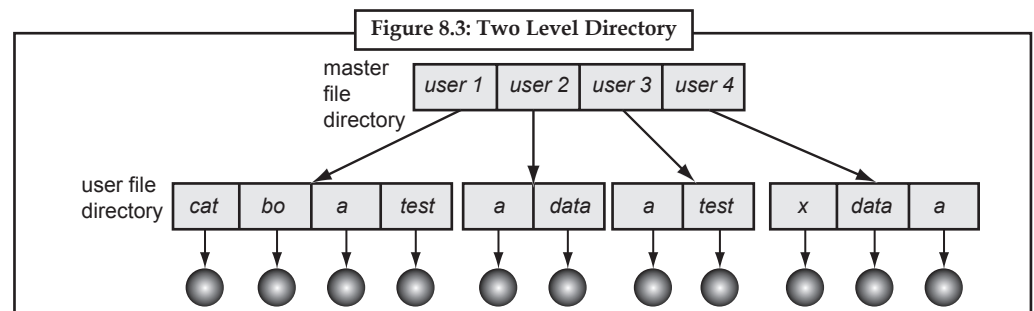 Figure 8.3: Two Level Directory
master
file
directory
user 1 user 2 user 3 user 4
user file
directory
cat bo a test a data a test x data a